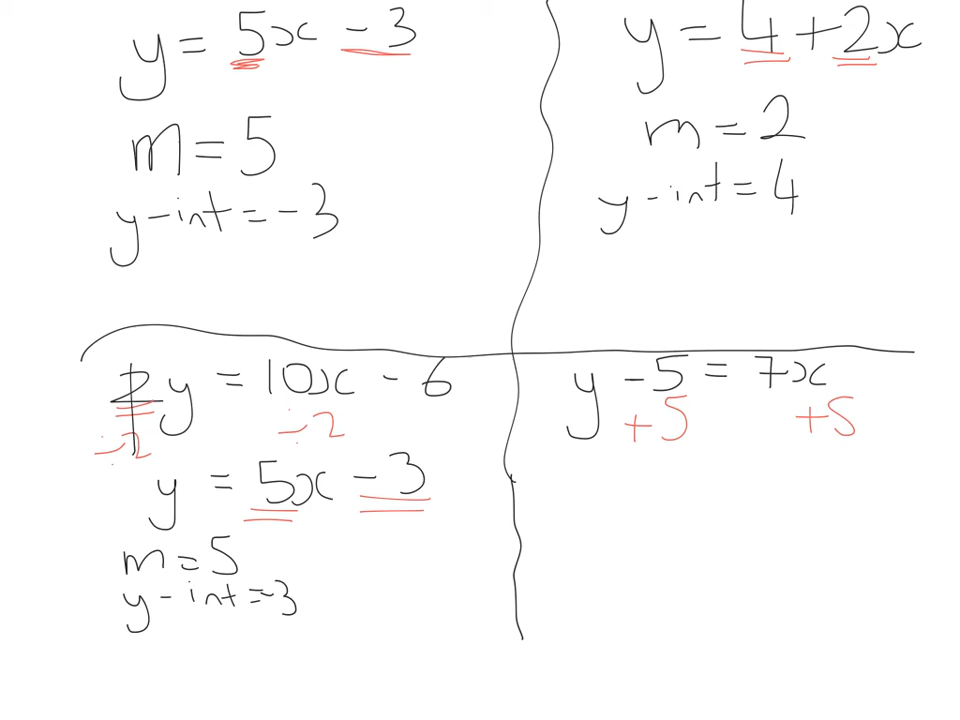 y = 5x - 3
m = 5
y-int = -3
y = 4 + 2x
m = 2
y-int = 4
2y = 10x - 6
÷2 ÷2
y = 5x - 3
m = 5
y-int = -3
y - 5 = 7x
+5 +5